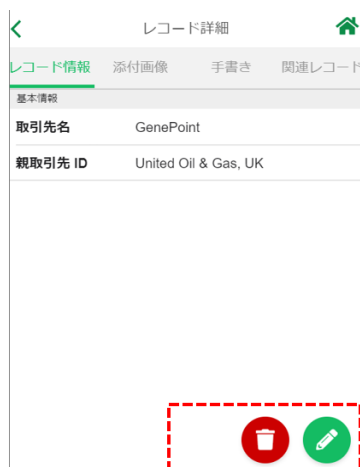 レコード詳細
レコード情報 添付画像 手書き 関連レコード
基本情報
取引先名 GenePoint
親取引先 ID United Oil & Gas, UK